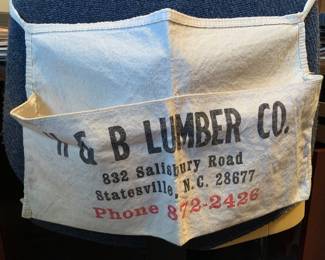 & B LUMBER CO.
832 Salisbury Road
Statesville, N.C. 28677
Phone 872-2426